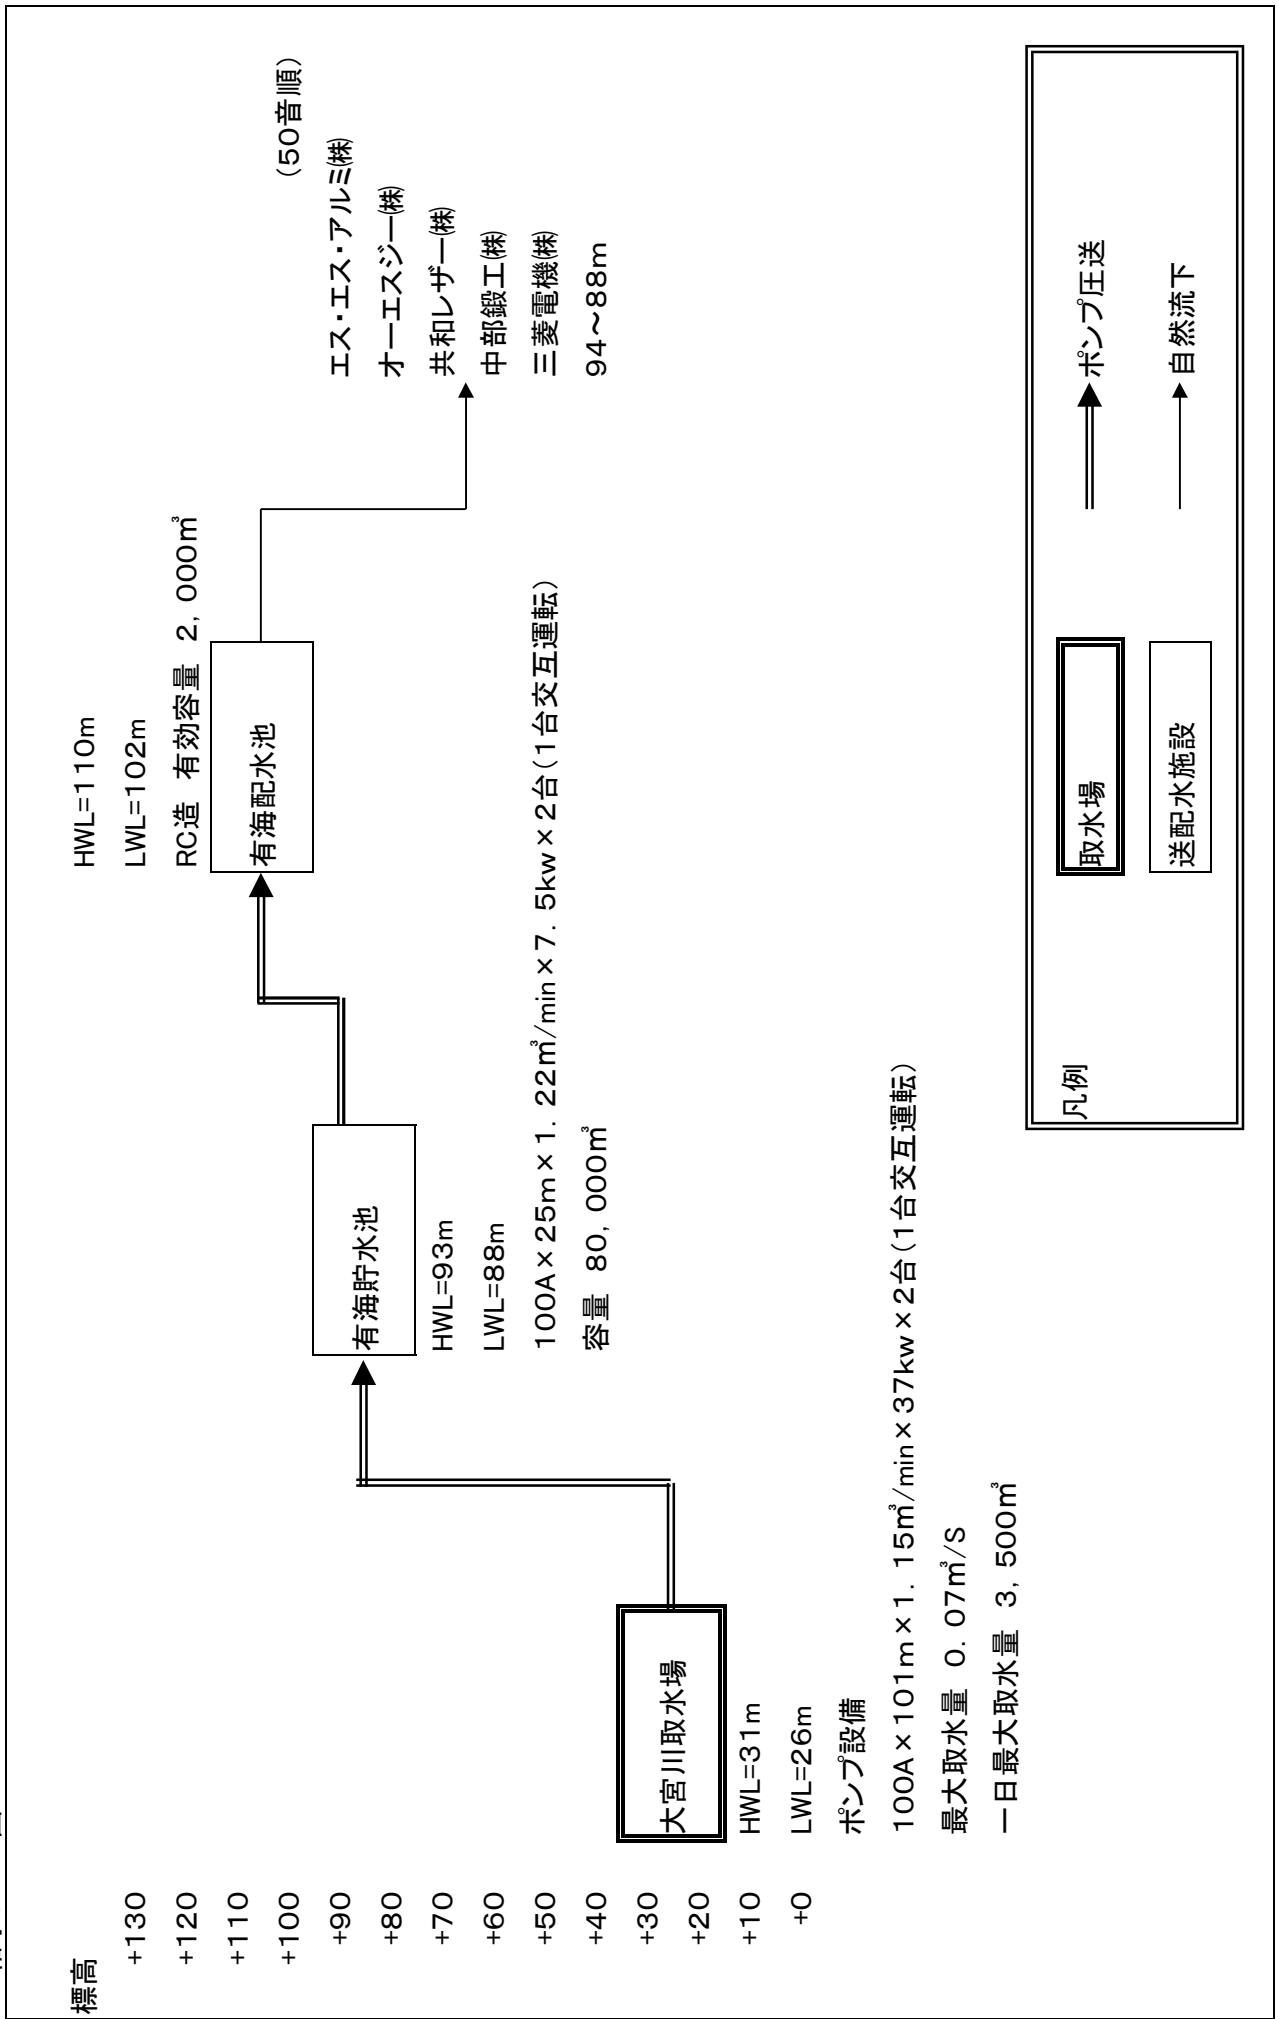 標高
+130
+120
+110
+100
+90
+80
+70
+60
+50
+40
+30
+20
+10
+0
大宮川取水場
HWL=31m
LWL=26m
ポンプ設備
100A×101m×1.15㎥/min×37kw×2台(1台交互運転)
最大取水量 0.07㎥/S
一日最大取水量 3,500㎥
有海貯水池
HWL=93m
LWL=88m
100A×25m×1.22㎥/min×7.5kw×2台(1台交互運転)
容量 80,000㎥
HWL=110m
LWL=102m
RC造 有効容量 2,000㎥
有海配水池
(50音順)
エス・エス・アルミ㈱
オーエスジー㈱
共和レザー㈱
中部鍛工㈱
三菱電機㈱
94~88m
凡例
取水場
ポンプ圧送
送配水施設
自然流下